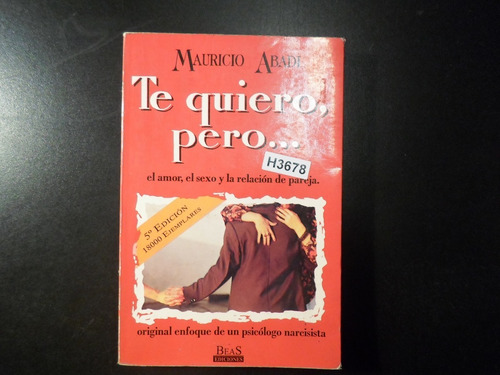 MAURICIO ABADI
Te quiero,
pero...
H3678
el amor, el sexo y la relación de pareja.
5º EDICIÓN
18000 EJEMPLARES
original enfoque de un psicólogo narcisista
BEAS
EDICIONES